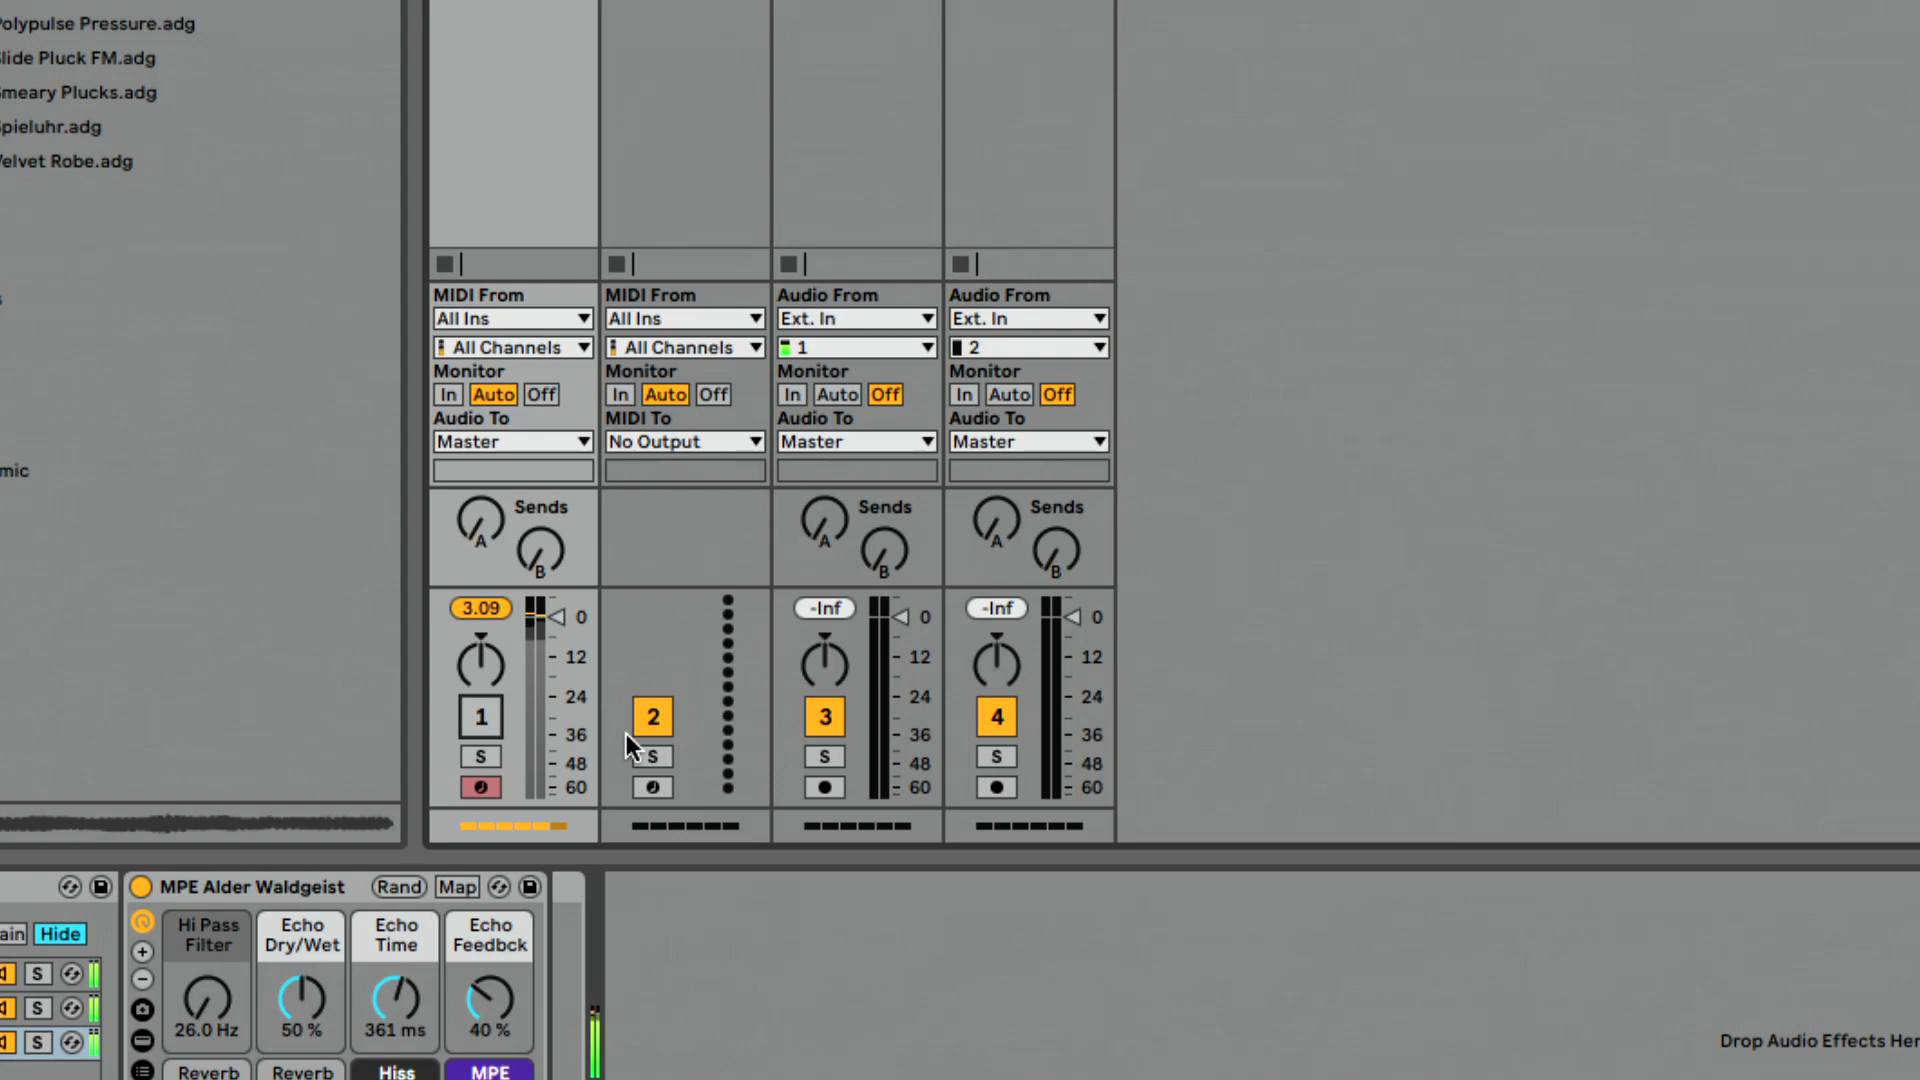 Polypulse Pressure.adg
Slide Pluck FM.adg
Smeary Plucks.adg
Spieluhr.adg
Velvet Robe.adg
s
mic
MIDI From
All Ins
All Channels
Monitor
In Auto Off
Audio To
Master
Sends
A
B
3.09
0
12
24
36
48
60
1
S
MIDI From
All Ins
All Channels
Monitor
In Auto Off
MIDI To
No Output
2
S
Audio From
Ext. In
1
Monitor
In Auto Off
Audio To
Master
Sends
A
B
-Inf
0
12
24
36
48
60
3
S
Audio From
Ext. In
2
Monitor
In Auto Off
Audio To
Master
Sends
A
B
-Inf
0
12
24
36
48
60
4
S
ain Hide
S
S
S
MPE Alder Waldgeist Rand Map
Hi Pass
Filter
26.0 Hz
Echo
Dry/Wet
50 %
Echo
Time
361 ms
Echo
Feedbck
40 %
Reverb
Reverb
Hiss
MPE
Drop Audio Effects Her